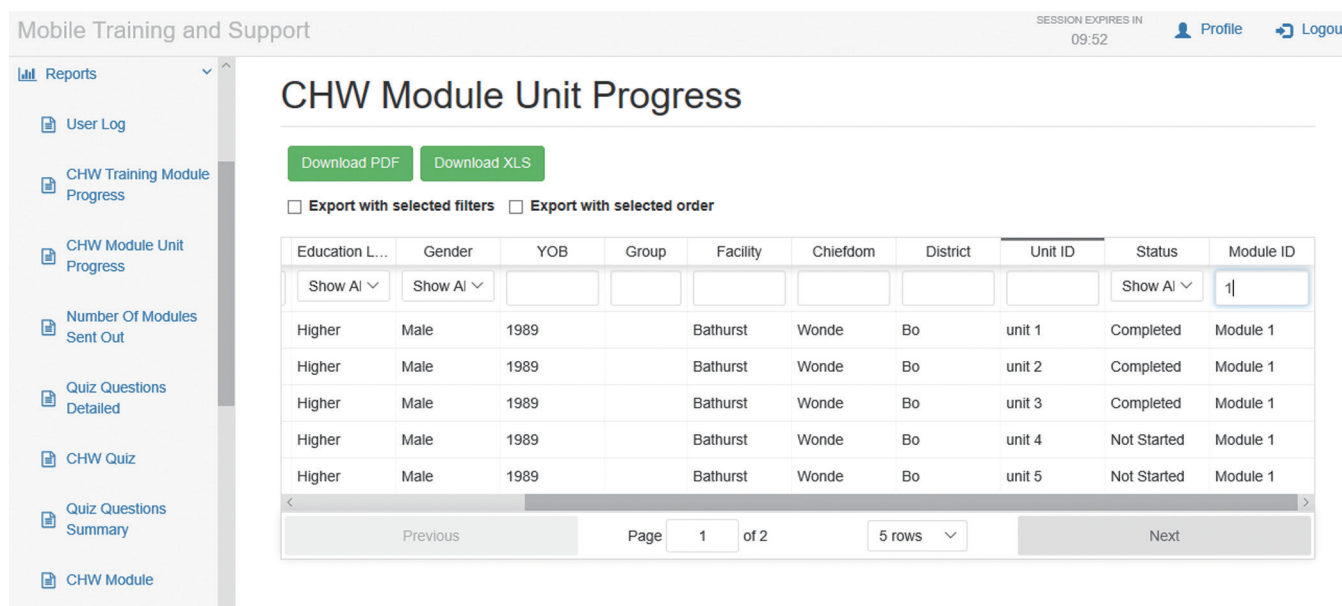 Mobile Training and Support
SESSION EXPIRES IN
09:52
Profile
Logou
Reports
User Log
CHW Training Module
Progress
CHW Module Unit
Progress
Number Of Modules
Sent Out
Quiz Questions
Detailed
CHW Quiz
Quiz Questions
Summary
CHW Module
CHW Module Unit Progress
Download PDF Download XLS
Export with selected filters Export with selected order
Education L... Gender YOB Group Facility Chiefdom District Unit ID Status Module ID
Show Al Show Al Show Al 1
Higher Male 1989 Bathurst Wonde Bo unit 1 Completed Module 1
Higher Male 1989 Bathurst Wonde Bo unit 2 Completed Module 1
Higher Male 1989 Bathurst Wonde Bo unit 3 Completed Module 1
Higher Male 1989 Bathurst Wonde Bo unit 4 Not Started Module 1
Higher Male 1989 Bathurst Wonde Bo unit 5 Not Started Module 1
Previous Page 1 of 2 5 rows Next